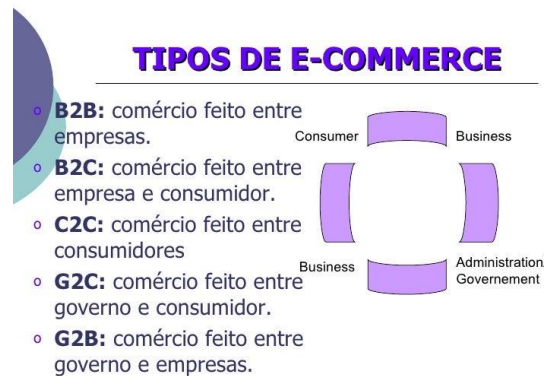 TIPOS DE E-COMMERCE
o B2B: comércio feito entre
empresas.
o B2C: comércio feito entre
empresa e consumidor.
o C2C: comércio feito entre
consumidores
o G2C: comércio feito entre
governo e consumidor.
o G2B: comércio feito entre
governo e empresas.
Consumer
Business
Business
Administration
Governement